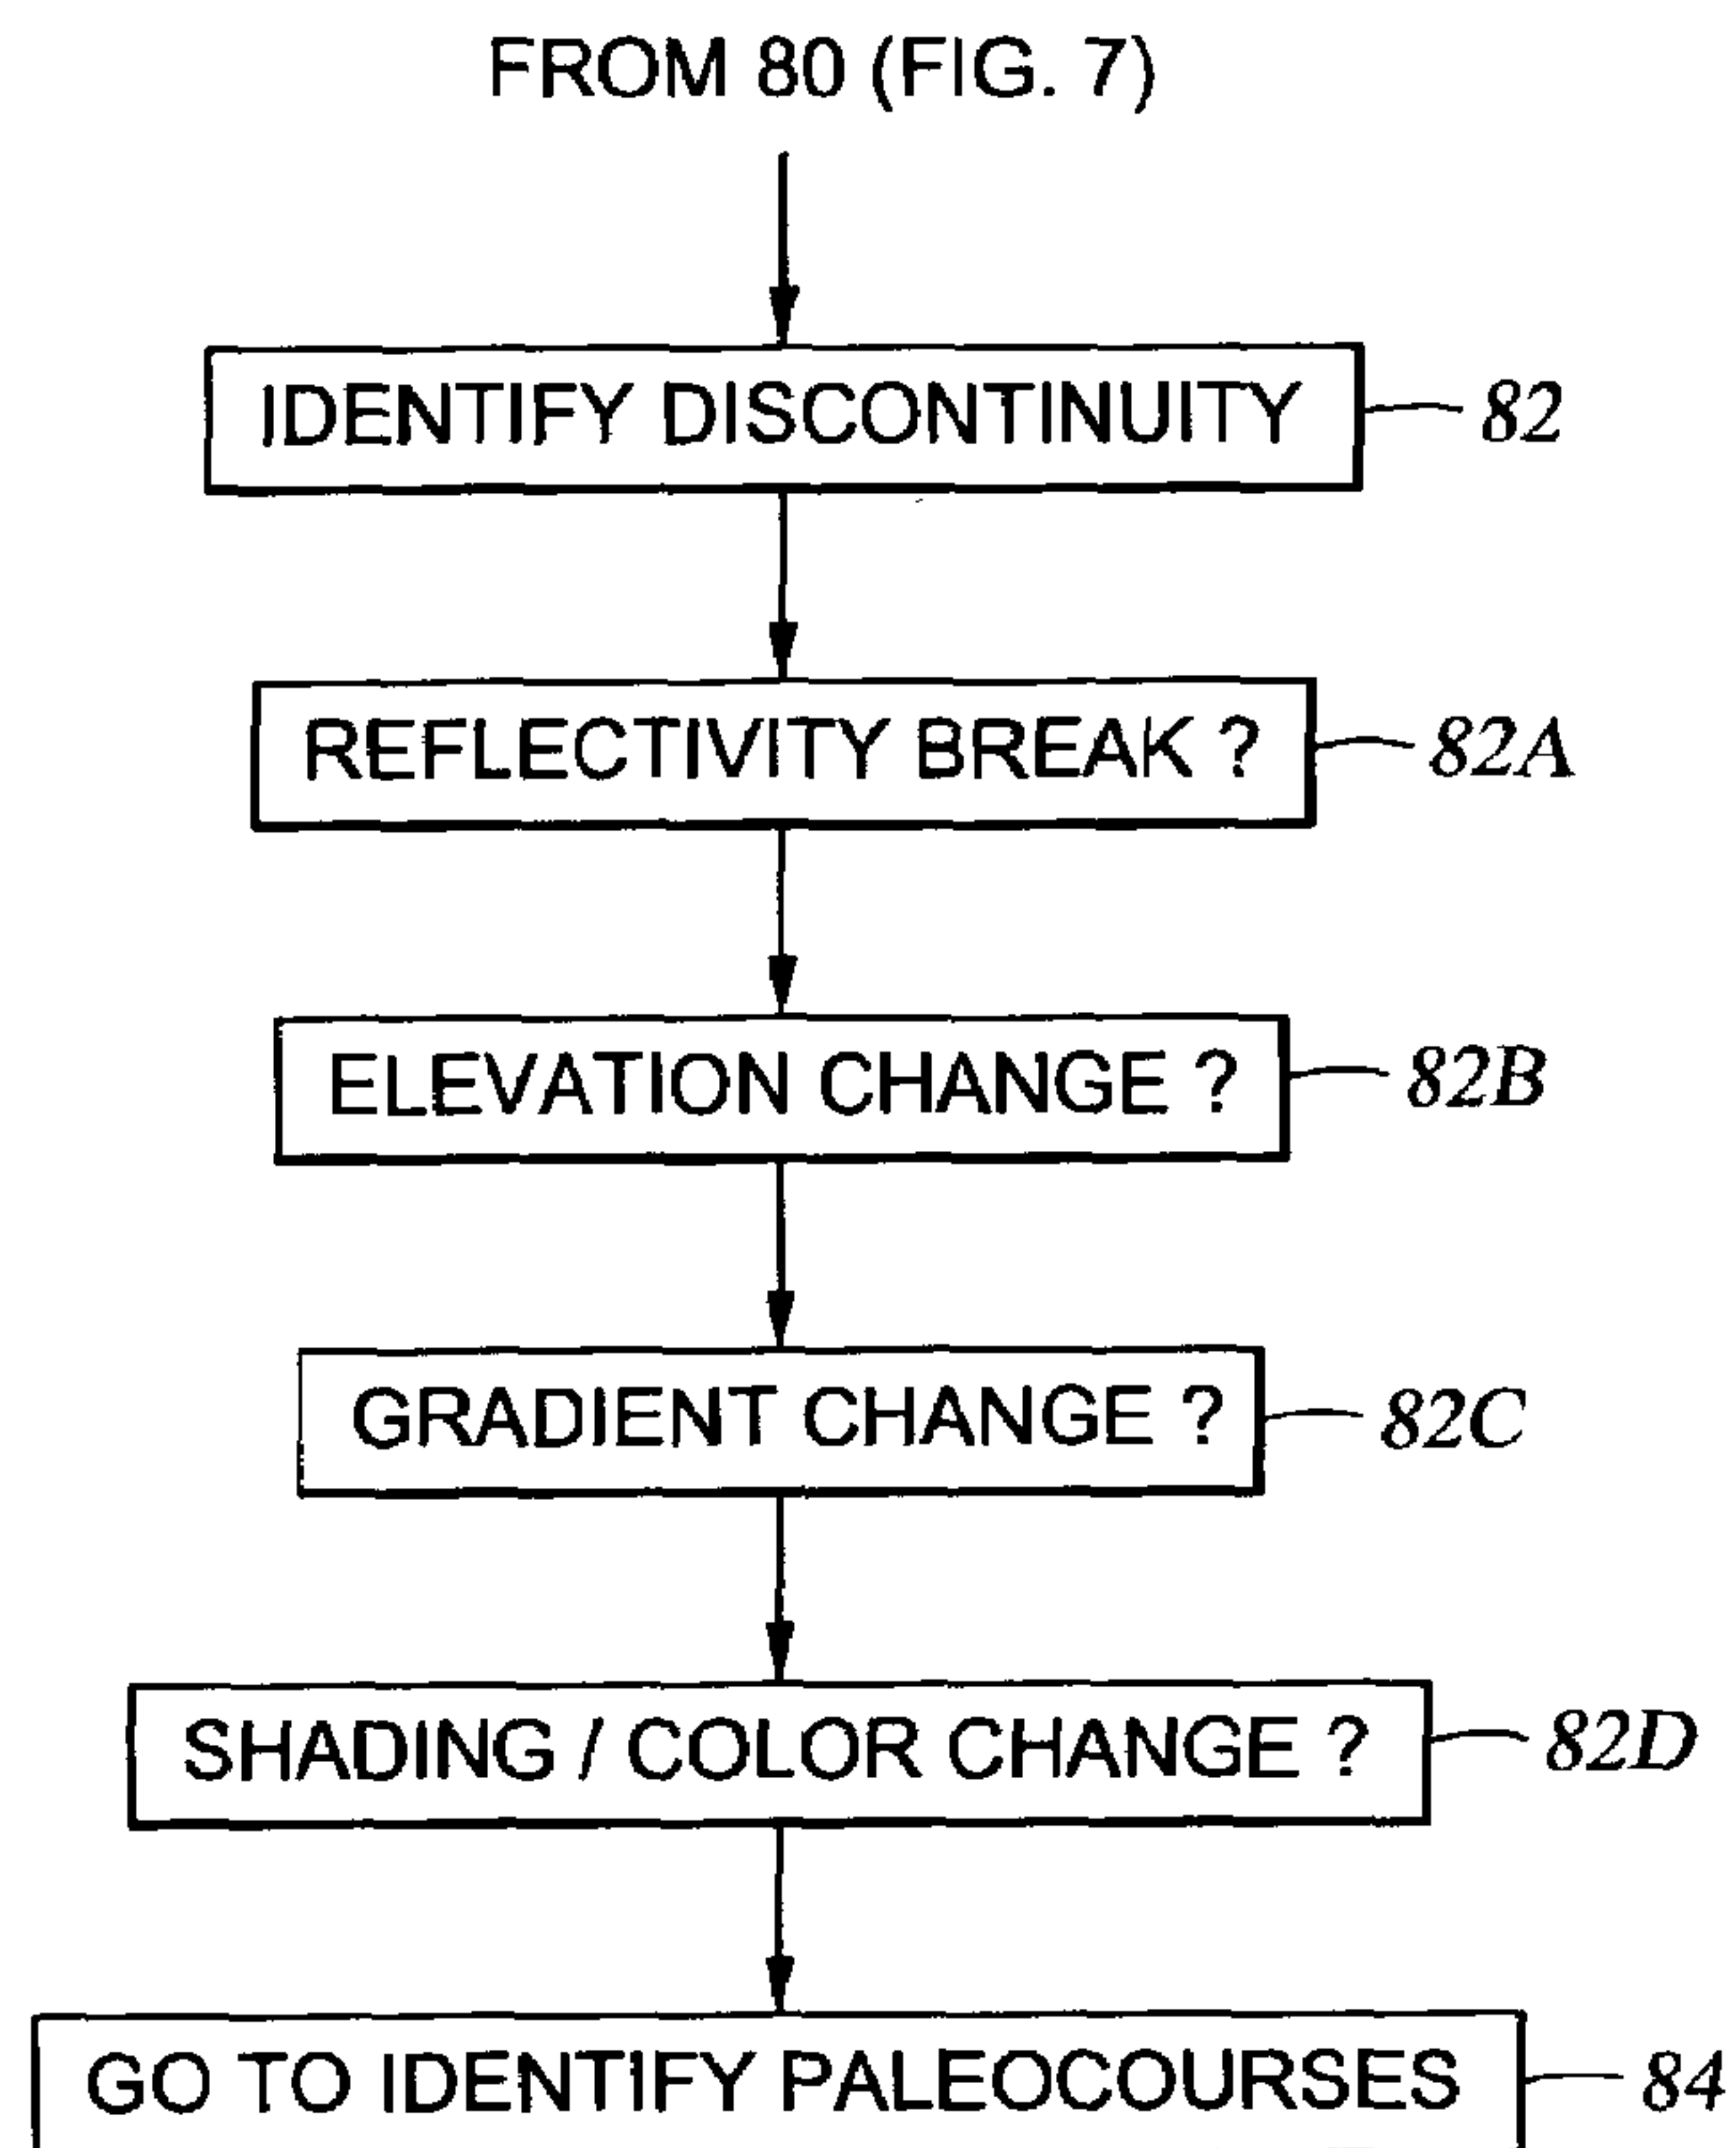 FROM 80 (FIG. 7)
IDENTIFY DISCONTINUITY 82
REFLECTIVITY BREAK ? 82A
ELEVATION CHANGE ? 82B
GRADIENT CHANGE ? 82C
SHADING / COLOR CHANGE ? 82D
GO TO IDENTIFY PALEOCOURSES 84